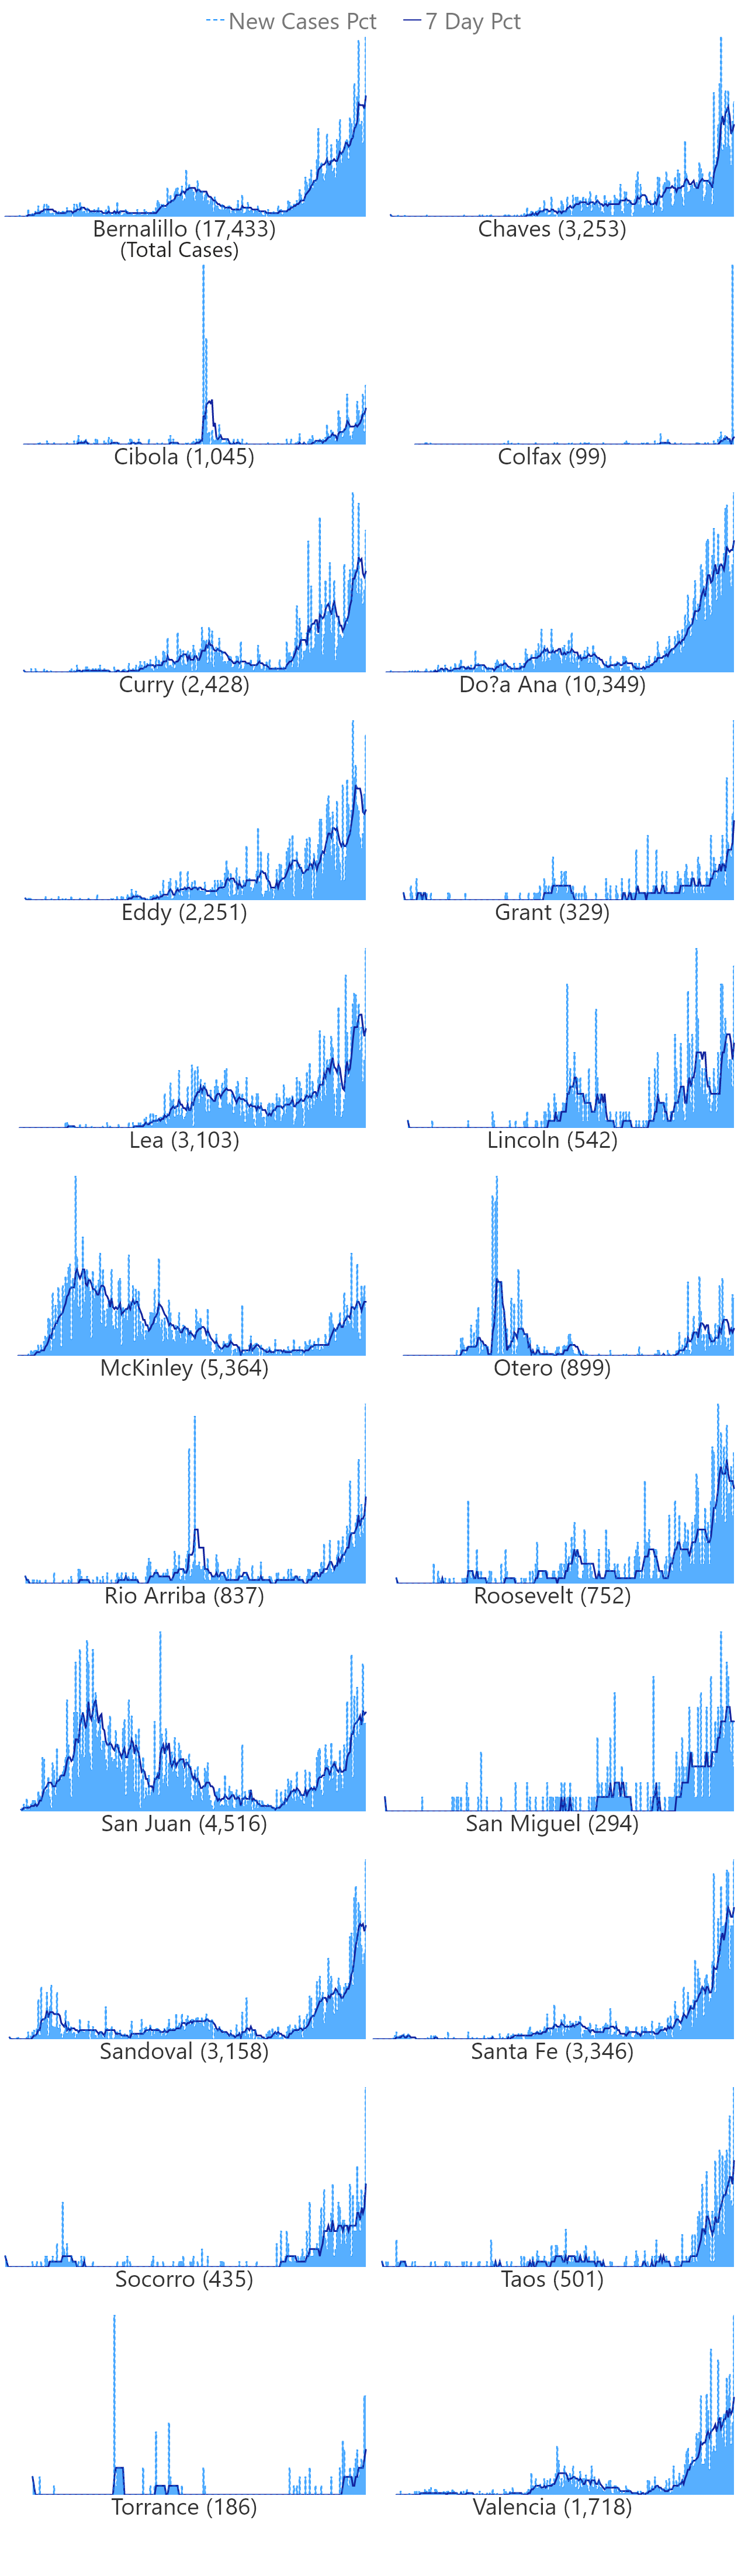 New Cases Pct 7 Day Pct
Bernalillo (17,433) Chaves (3,253)
(Total Cases)
Cibola (1,045) Colfax (99)
Curry (2,428) Do?a Ana (10,349)
Eddy (2,251) Grant (329)
Lea (3,103) Lincoln (542)
McKinley (5,364) Otero (899)
Rio Arriba (837) Roosevelt (752)
San Juan (4,516) San Miguel (294)
Sandoval (3,158) Santa Fe (3,346)
Socorro (435) Taos (501)
Torrance (186) Valencia (1,718)